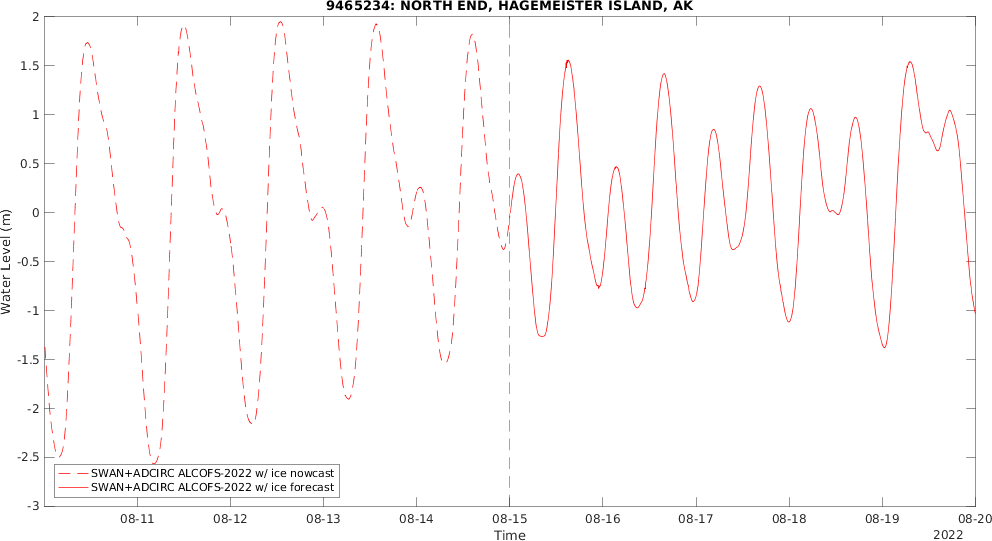 9465234: NORTH END, HAGEMEISTER ISLAND, AK
2
1.5
1
0.5
0
-0.5
-1
-1.5
-2
-2.5
-3
Water Level (m)
SWAN+ADCIRC ALCOFS-2022 w/ ice nowcast
SWAN+ADCIRC ALCOFS-2022 w/ ice forecast
08-11 08-12 08-13 08-14 08-15 08-16 08-17 08-18 08-19 08-20
Time
2022